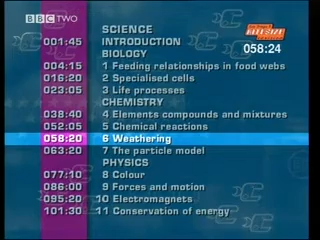 BBC TWO
SCIENCE
001:45 INTRODUCTION
BITESIZE
BIOLOGY
058:24
004:15 1 Feeding relationships in food webs
016:20 2 Specialised cells
023:05 3 Life processes
CHEMISTRY
038:40 4 Elements compounds and mixtures
052:05 5 Chemical reactions
058:20 6 Weathering
063:20 7 The particle model
PHYSICS
077:10 8 Colour
086:00 9 Forces and motion
095:20 10 Electromagnets
101:30 11 Conservation of energy